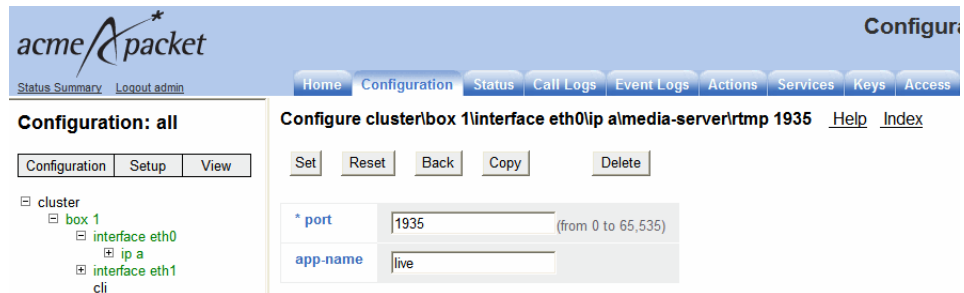 acme packet
Configura
Status Summary Logout admin
Home Configuration Status Call Logs Event Logs Actions Services Keys Access
Configuration: all
Configure cluster\box 1\interface eth0\ip a\media-server\rtmp 1935 Help Index
Configuration Setup View
Set Reset Back Copy Delete
cluster
box 1
interface eth0
ip a
interface eth1
cli
* port 1935 (from 0 to 65,535)
app-name live